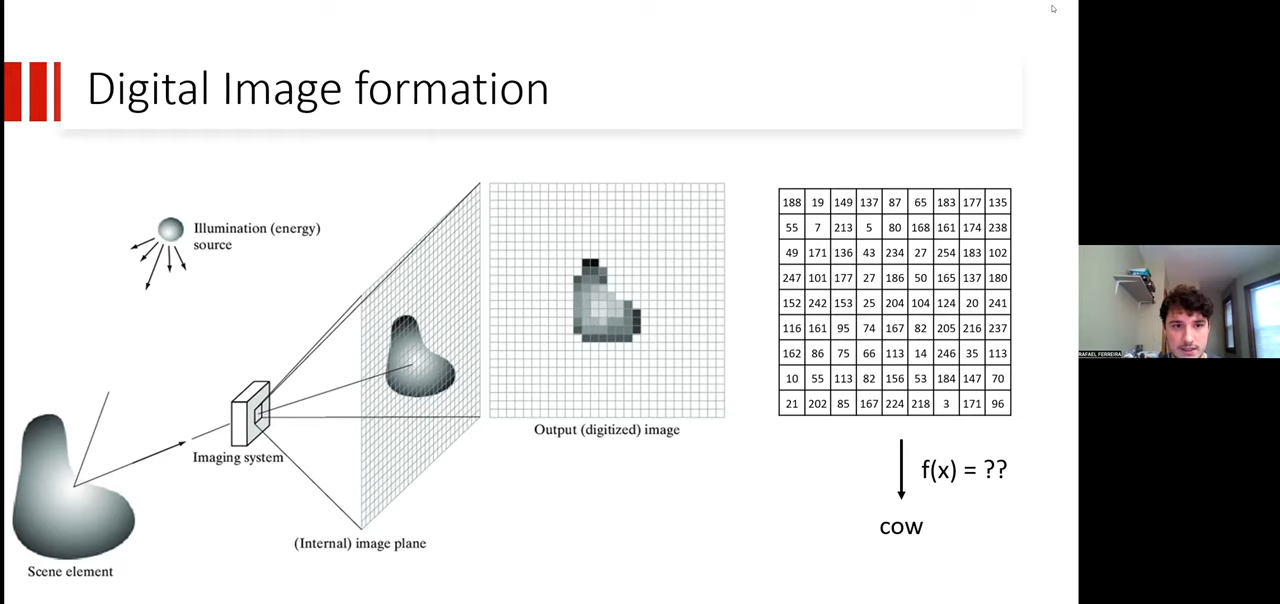 Digital Image formation
Illumination (energy)
source
Imaging system
Scene element
(Internal) image plane
Output (digitized) image
188 19 149 137 87 65 183 177 135
55 7 213 5 80 168 161 174 238
49 171 136 43 234 27 254 183 102
247 101 177 27 186 50 165 137 180
152 242 153 25 204 104 124 20 241
116 161 95 74 167 82 205 216 237
162 86 75 66 113 14 246 35 113
10 55 113 82 156 53 184 147 70
21 202 85 167 224 218 3 171 96
f(x) = ??
cow
RAFAEL FERREIRA